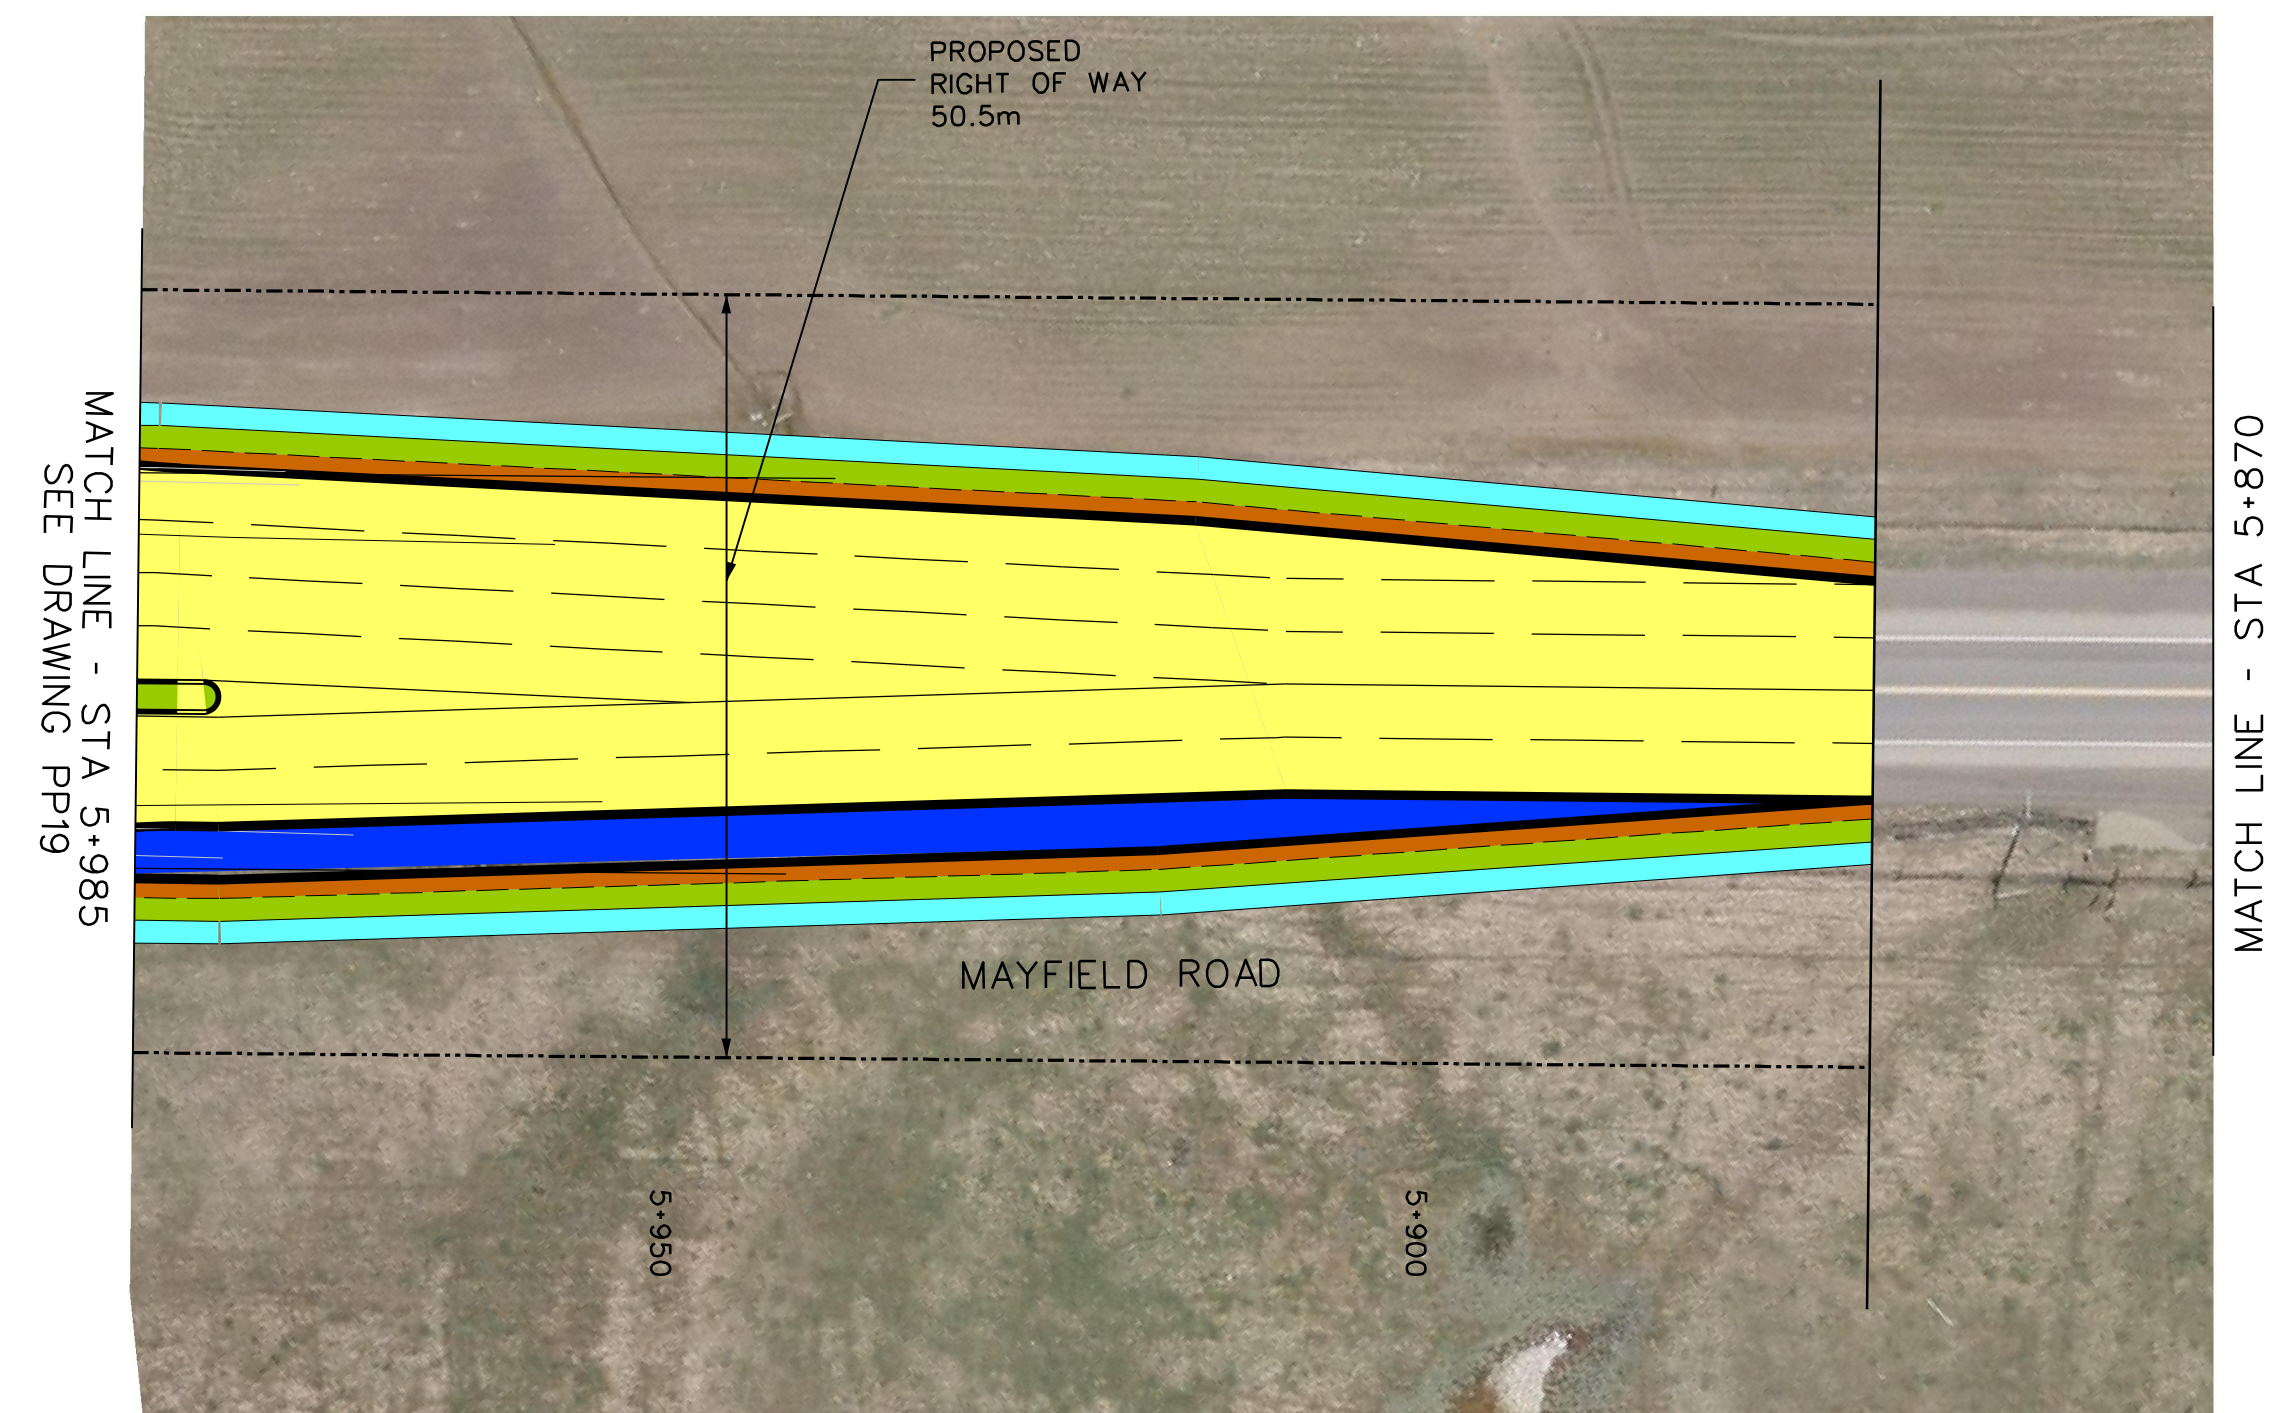 PROPOSED
RIGHT OF WAY
50.5m
MATCH LINE - STA 5+985
SEE DRAWING PP19
MATCH LINE - STA 5+870
MAYFIELD ROAD
5+950
5+900